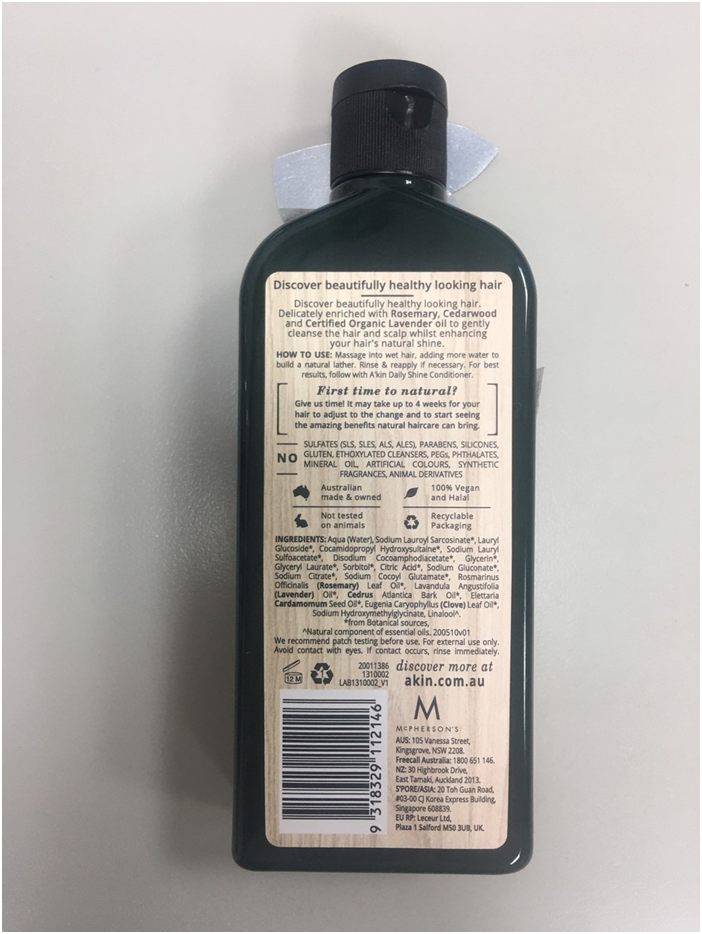 Discover beautifully healthy looking hair
Discover beautifully healthy looking hair.
Delicately enriched with Rosemary, Cedarwood
and Certified Organic Lavender oil to gently
cleanse the hair and scalp whilst enhancing
your hair's natural shine.
HOW TO USE: Massage into wet hair, adding more water to
build a natural lather. Rinse & reapply if necessary. For best
results, follow with A'kin Daily Shine Conditioner.
First time to natural?
Give us time! It may take up to 4 weeks for your
hair to adjust to the change and to start seeing
the amazing benefits natural haircare can bring.
NO
SULFATES (SLS, SLES, ALS, ALES), PARABENS, SILICONES,
GLUTEN, ETHOXYLATED CLEANSERS, PEGs, PHTHALATES,
MINERAL OIL, ARTIFICIAL COLOURS, SYNTHETIC
FRAGRANCES, ANIMAL DERIVATIVES
Australian
made & owned
100% Vegan
and Halal
Not tested
on animals
Recyclable
Packaging
INGREDIENTS: Aqua (Water), Sodium Lauroyl Sarcosinate*, Lauryl
Glucoside*, Cocamidopropyl Hydroxysultaine*, Sodium Lauryl
Sulfoacetate*, Disodium Cocoamphodiacetate*, Glycerin*,
Glyceryl Laurate*, Sorbitol*, Citric Acid*, Sodium Gluconate*,
Sodium Citrate*, Sodium Cocoyl Glutamate*, Rosmarinus
Officinalis (Rosemary) Leaf Oil*, Lavandula Angustifolia
(Lavender) Oil*, Cedrus Atlantica Bark Oil*, Elettaria
Cardamomum Seed Oil*, Eugenia Caryophyllus (Clove) Leaf Oil*,
Sodium Hydroxymethylglycinate, Linalool^.
*from Botanical sources,
^Natural component of essential oils. 200510v01
We recommend patch testing before use. For external use only.
Avoid contact with eyes. If contact occurs, rinse immediately.
12 M
1
20011386
1310002
LAB1310002_V1
discover more at
akin.com.au
M
McPHERSON'S
AUS: 105 Vanessa Street,
Kingsgrove, NSW 2208.
Freecall Australia: 1800 651 146.
NZ: 30 Highbrook Drive,
East Tamaki, Auckland 2013.
S'PORE/ASIA: 20 Toh Guan Road,
#03-00 CJ Korea Express Building,
Singapore 608839.
EU RP: Leceur Ltd,
Plaza 1 Salford M50 3UB, UK.
9 318329 112146